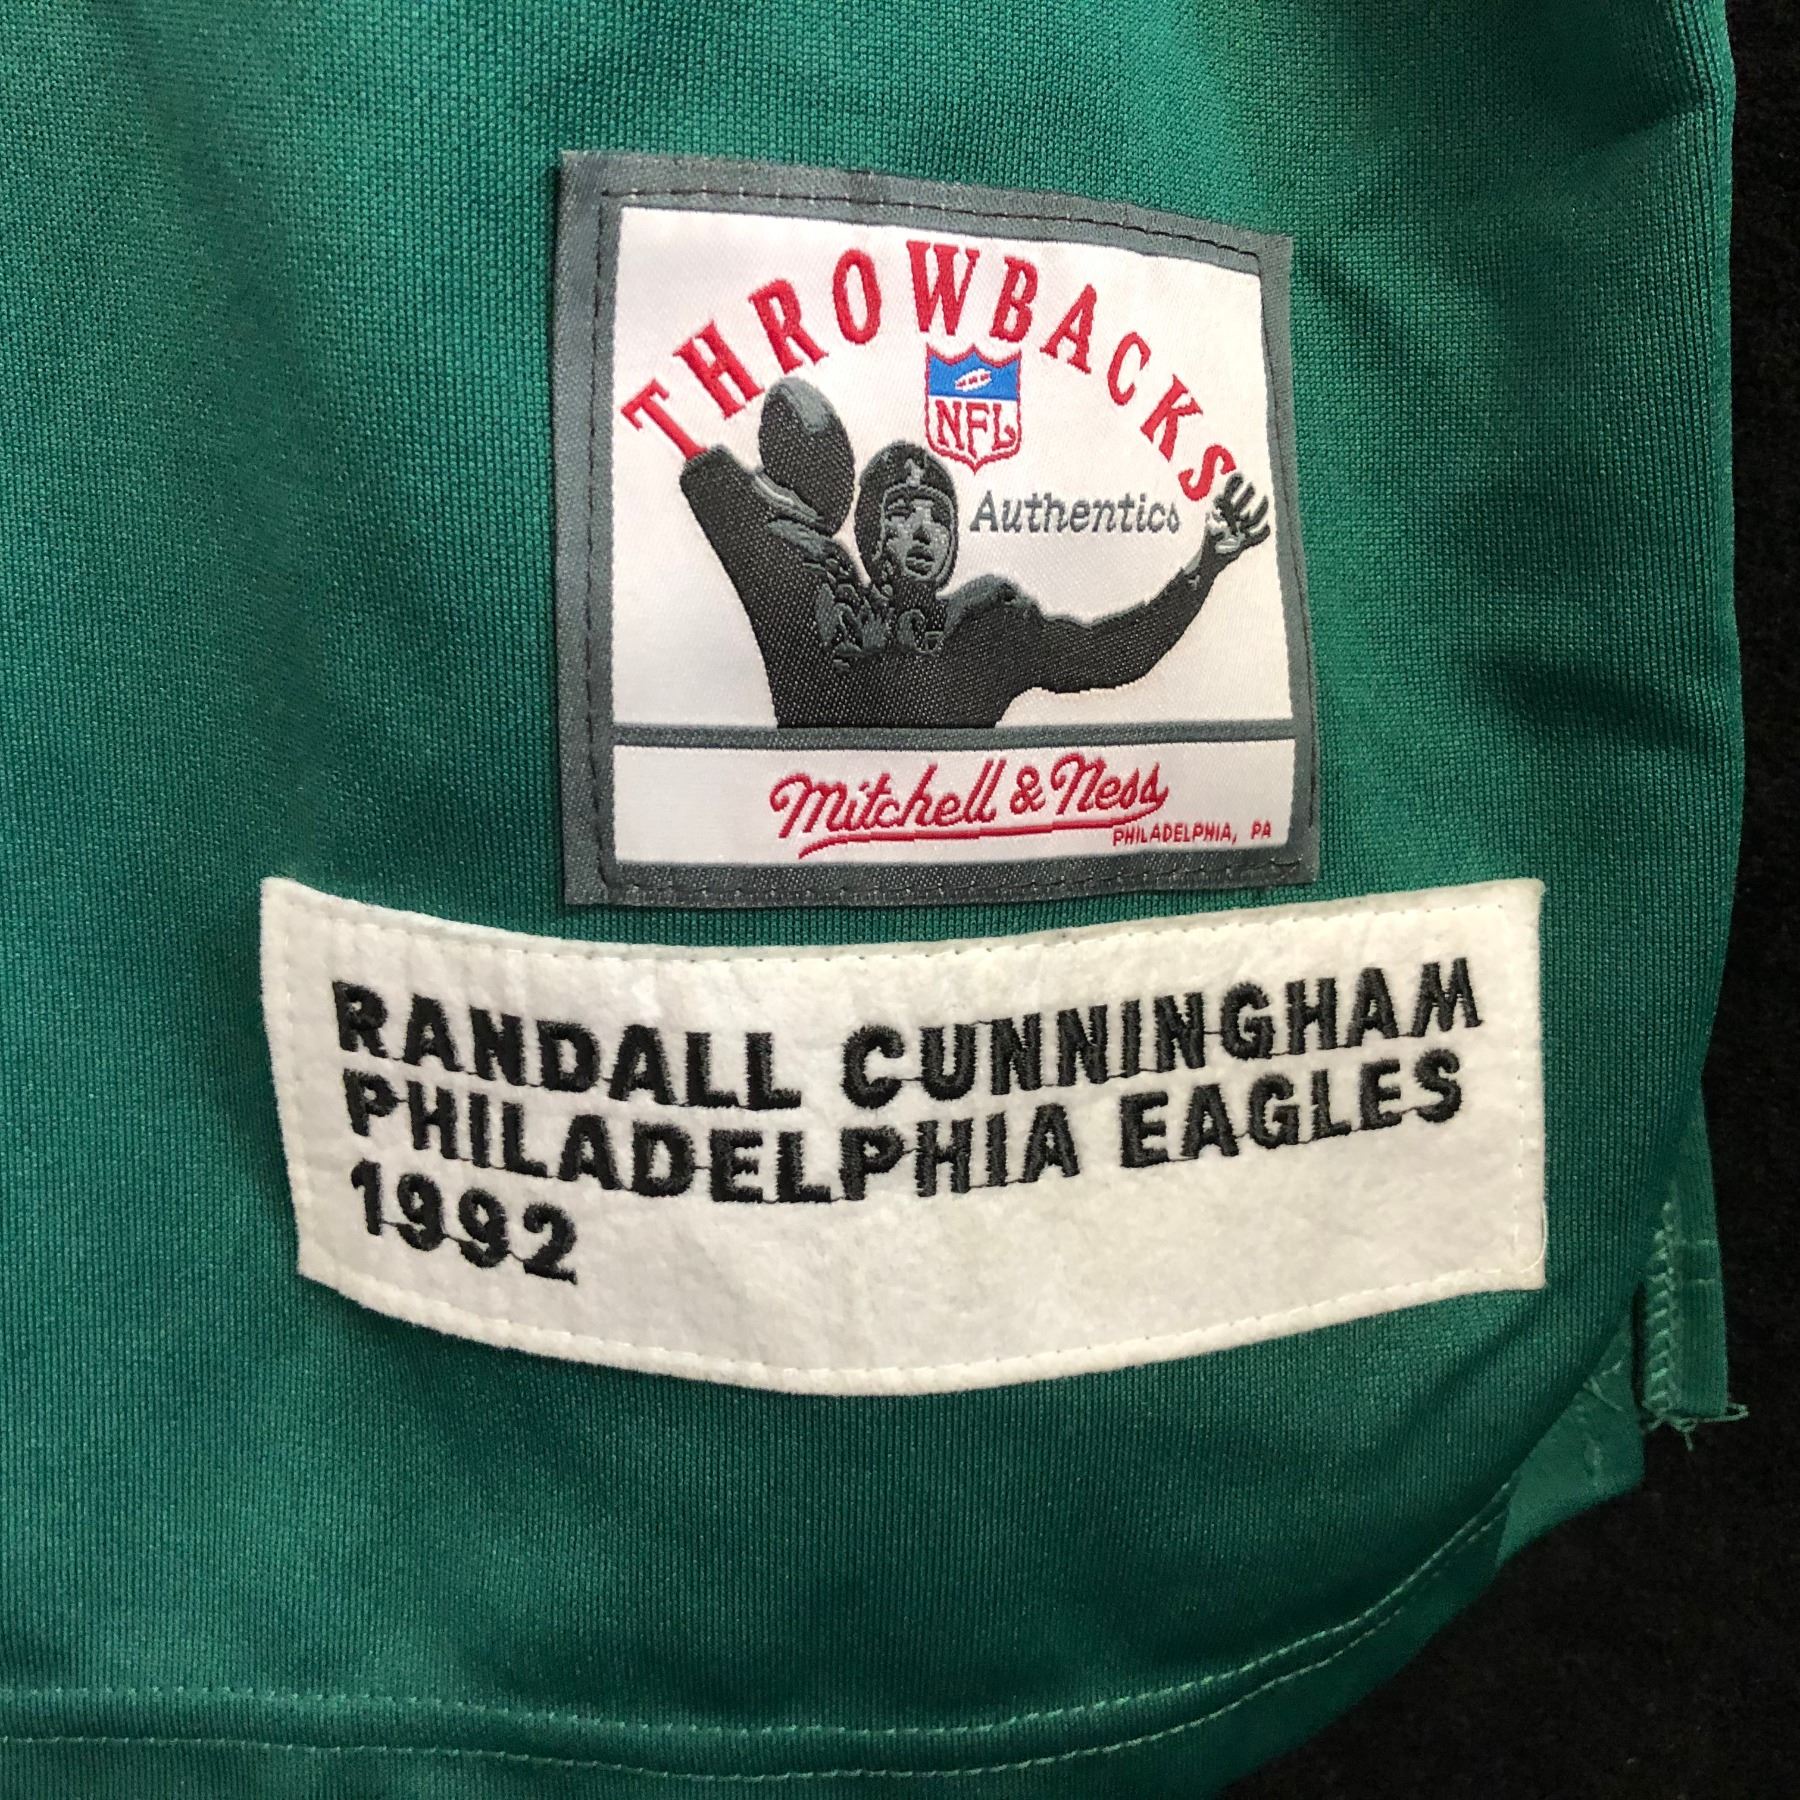 THROWBACKS
NFL
Authentics
Mitchell & Ness
PHILADELPHIA, PA
RANDALL CUNNINGHAM
PHILADELPHIA EAGLES
1992